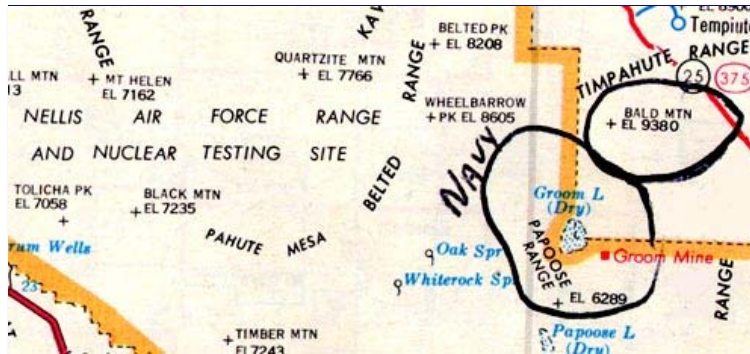 RANGE
KAW
BELTED PK
EL 8208
EL 8900
Tempiute
RANGE
TIMPAHUTE
25
375
QUARTZITE MTN
EL 7766
LL MTN
13
MT HELEN
EL 7162
RANGE
BALD MTN
EL 9380
WHEELBARROW
PK EL 8605
NELLIS AIR FORCE RANGE
AND NUCLEAR TESTING SITE
NAVY
BELTED
TOLICHA PK
EL 7058
BLACK MTN
EL 7235
Groom L
(Dry)
PAHUTE MESA
PAPOOSE
RANGE
rum Wells
Oak Spr
Groom Mine
23
Whiterock Sp
EL 6289
RANGE
TIMBER MTN
EL 7243
Papoose L
(Dry)